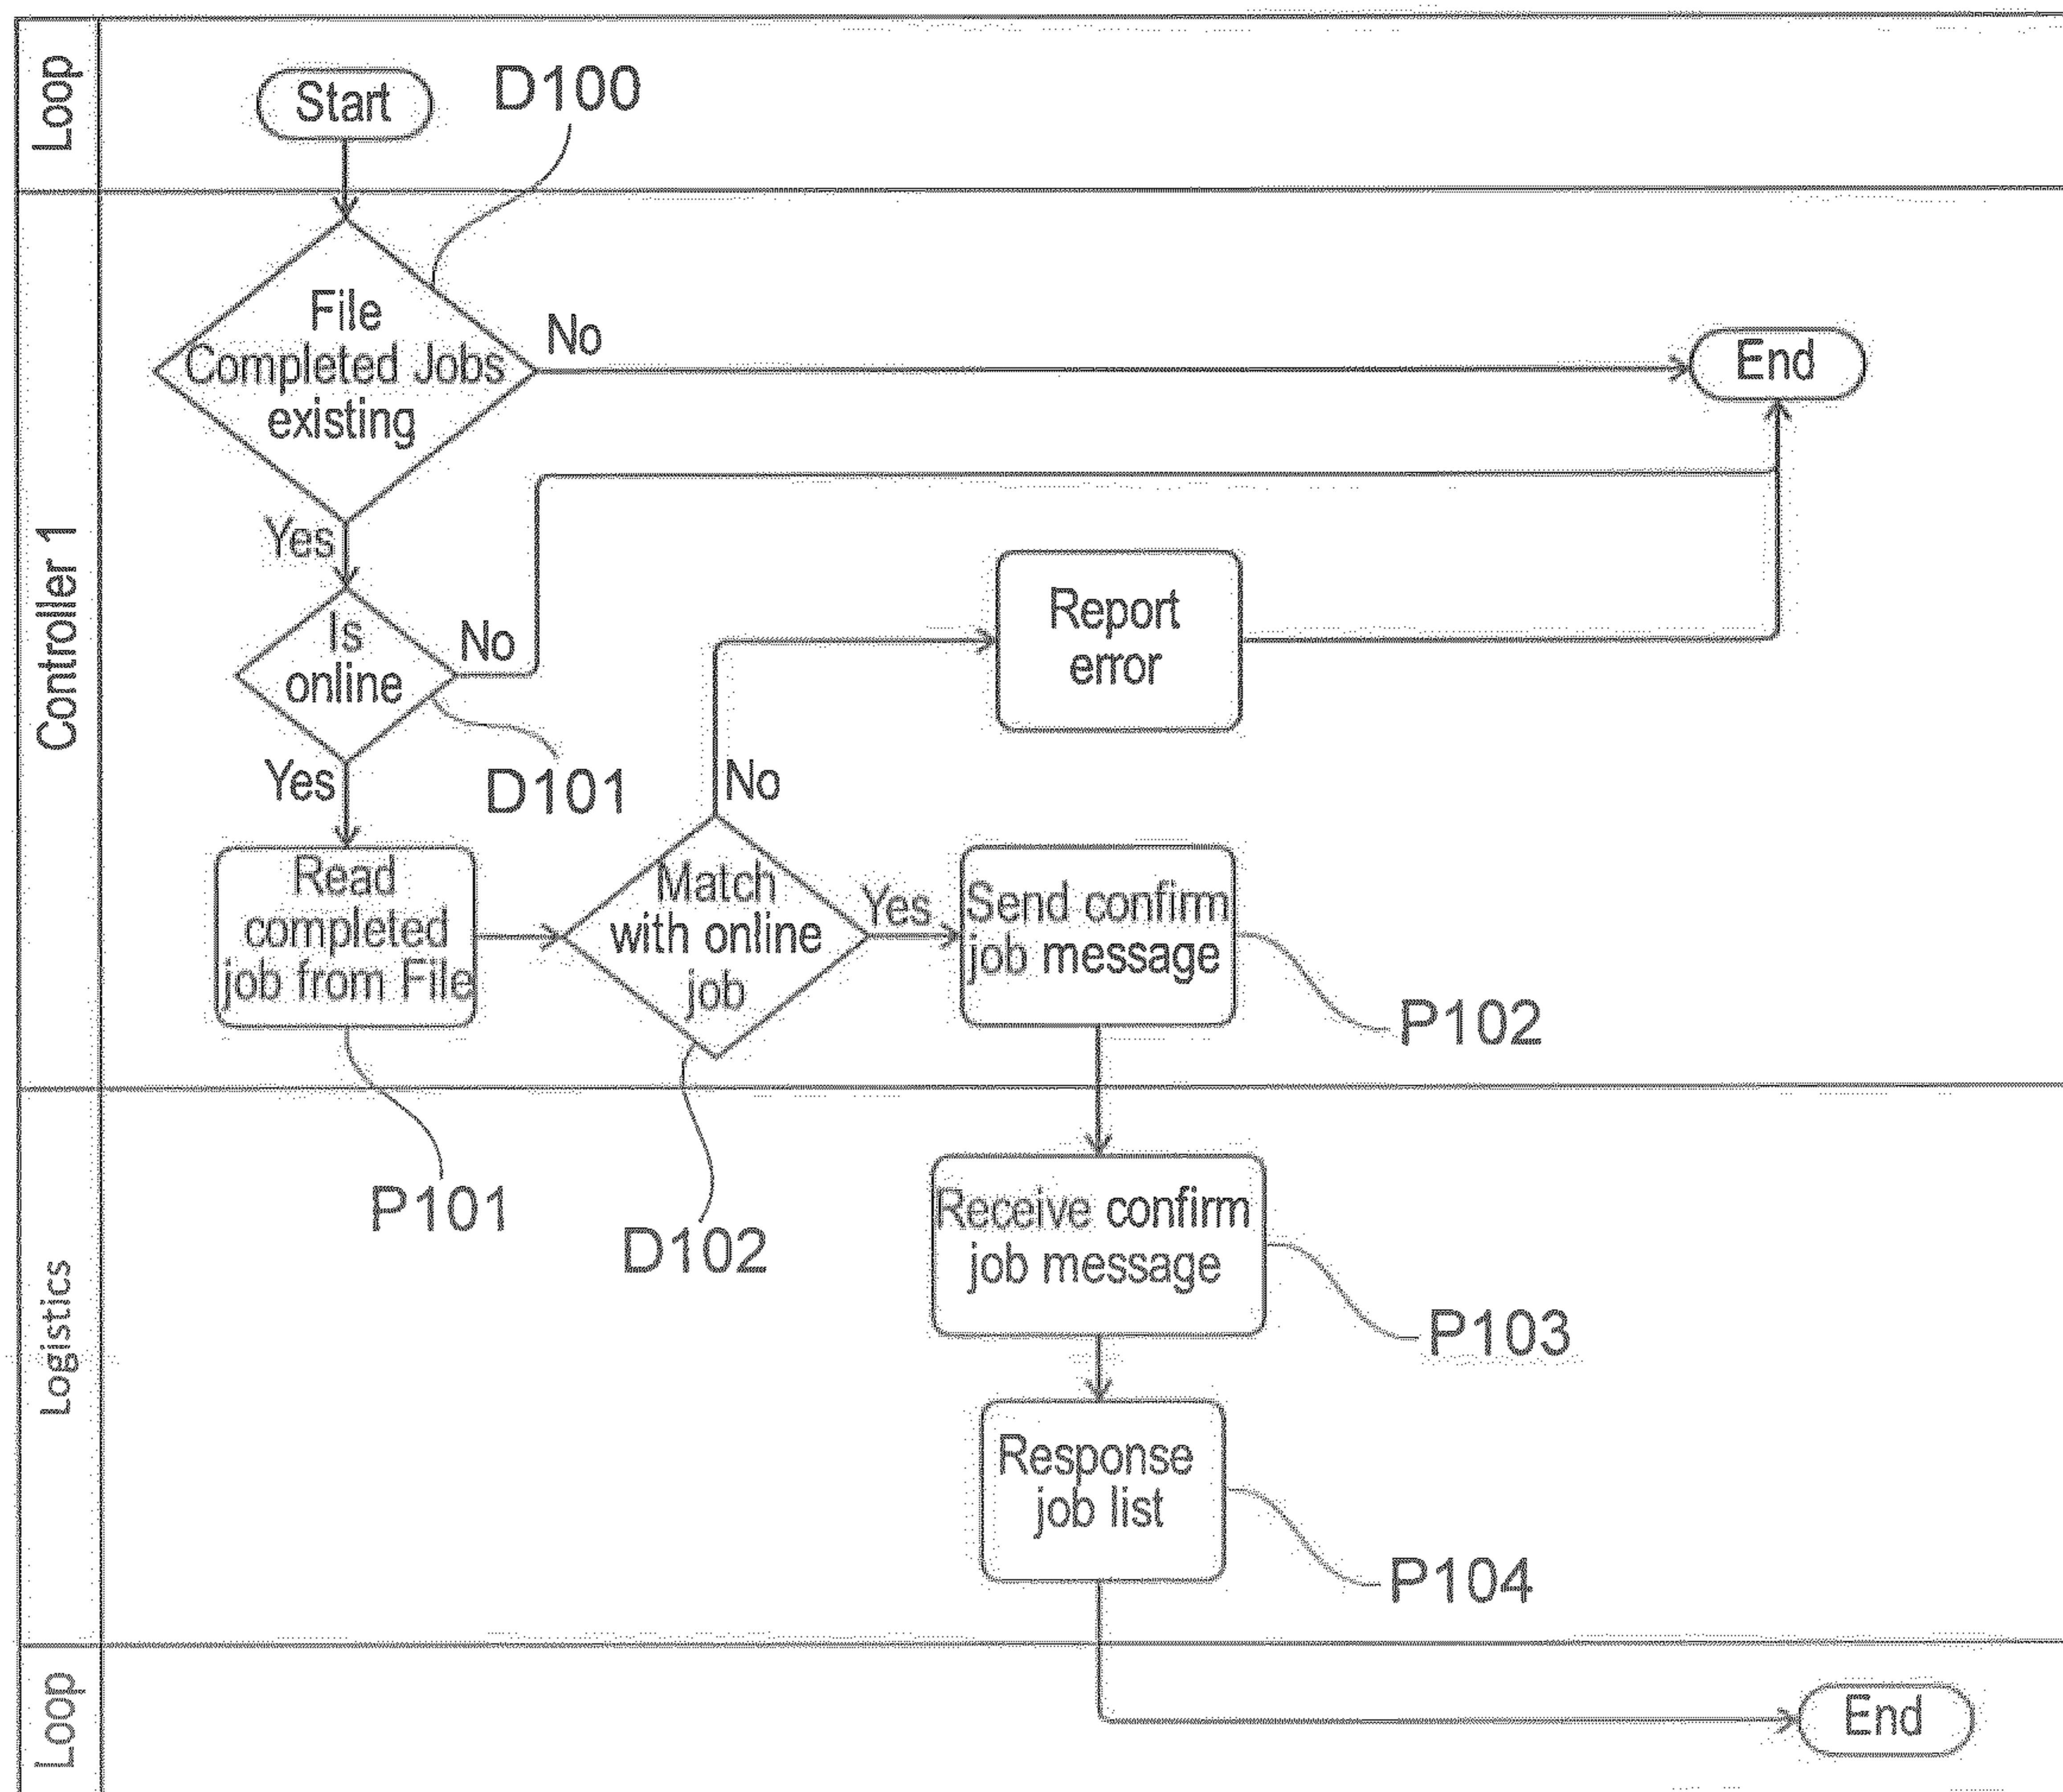 Loop
Start
D100
Controller 1
File
Completed Jobs
existing
No
End
Yes
Is
online
No
D101
Yes
Report
error
No
Read
completed
job from File
Match
with online
job
Yes
Send confirm
job message
P102
P101
D102
Logistics
Receive confirm
job message
P103
Response
job list
P104
Loop
End